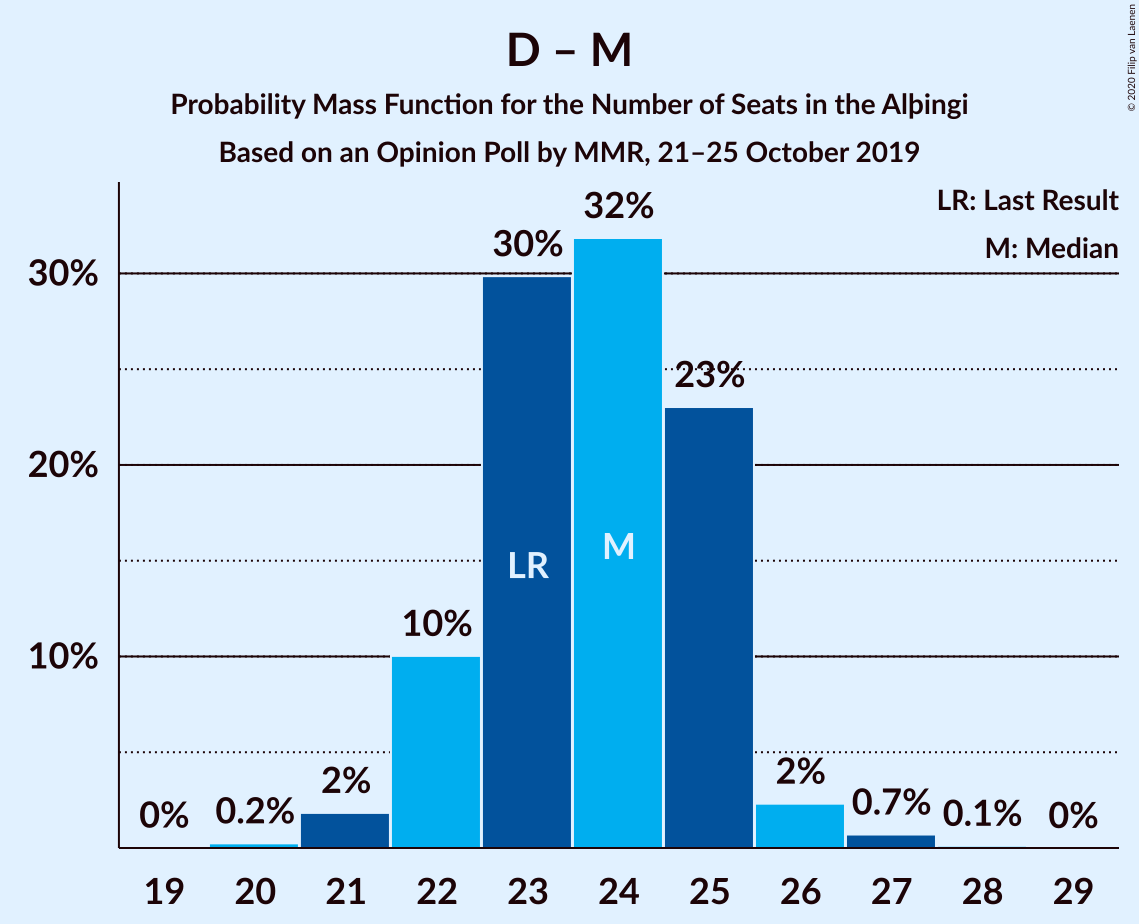 D – M
Probability Mass Function for the Number of Seats in the Alþingi
Based on an Opinion Poll by MMR, 21–25 October 2019
© 2020 Filip van Laenen
LR: Last Result
M: Median
30%
20%
10%
0%
0.2%
2%
10%
30%
32%
23%
2%
0.7%
0.1%
0%
LR
M
19 20 21 22 23 24 25 26 27 28 29